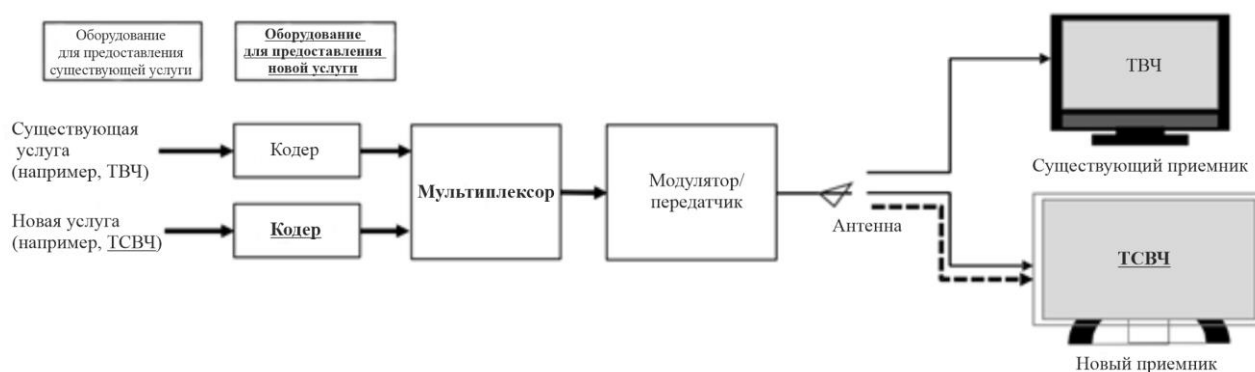 Оборудование
для предоставления
существующей услуги
Оборудование
для предоставления
новой услуги
Существующая
услуга
(например, ТВЧ)
Кодер
Новая услуга
(например, ТСВЧ)
Кодер
Мультиплексор
Модулятор/
передатчик
Антенна
ТВЧ
Существующий приемник
ТСВЧ
Новый приемник